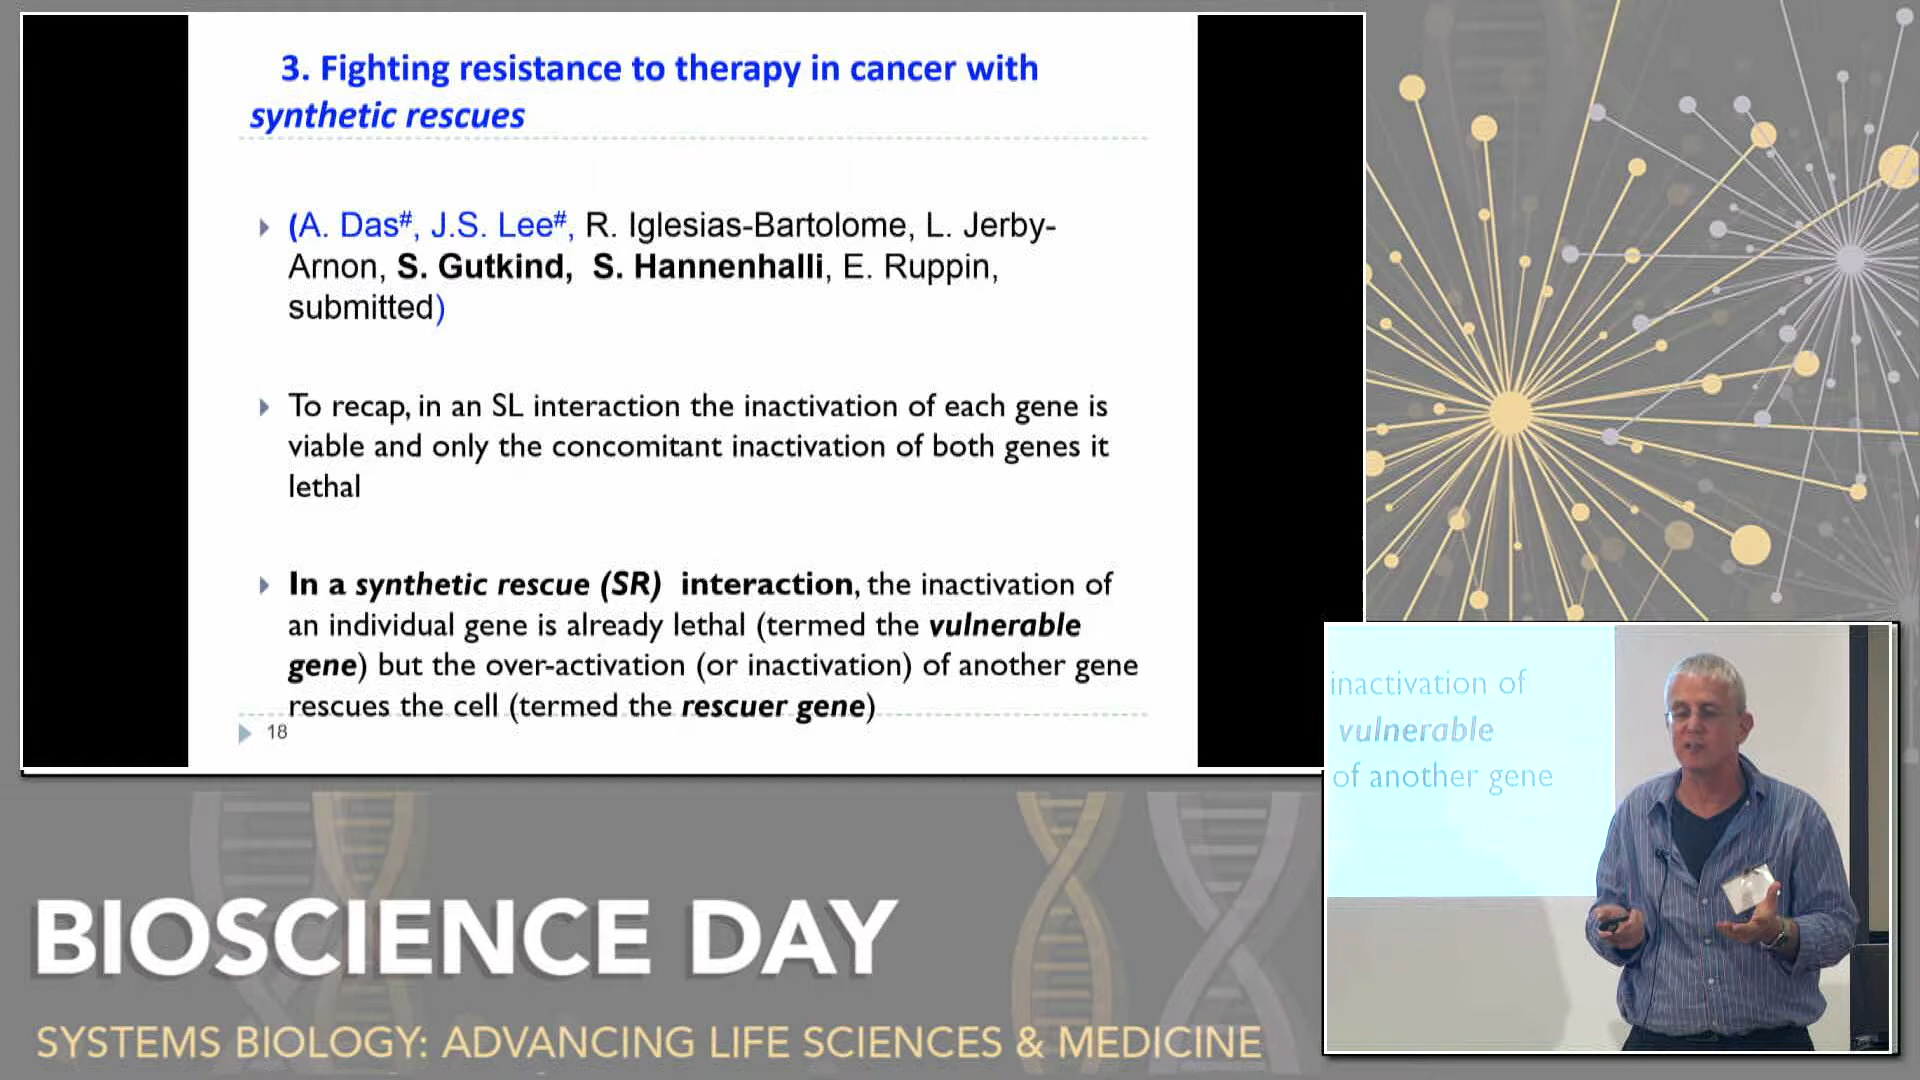 3. Fighting resistance to therapy in cancer with
synthetic rescues
(A. Das#, J.S. Lee#, R. Iglesias-Bartolome, L. Jerby-
Arnon, S. Gutkind, S. Hannenhalli, E. Ruppin,
submitted)
To recap, in an SL interaction the inactivation of each gene is
viable and only the concomitant inactivation of both genes it
lethal
In a synthetic rescue (SR) interaction, the inactivation of
an individual gene is already lethal (termed the vulnerable
gene) but the over-activation (or inactivation) of another gene
rescues the cell (termed the rescuer gene)
18
inactivation of
vulnerable
of another gene
BIOSCIENCE DAY
SYSTEMS BIOLOGY: ADVANCING LIFE SCIENCES & MEDICINE